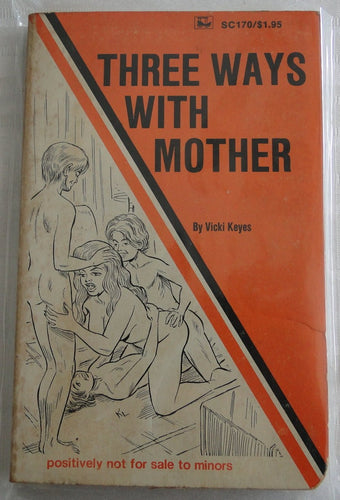 SC170/$1.95
THREE WAYS
WITH
MOTHER
By Vicki Keyes
positively not for sale to minors